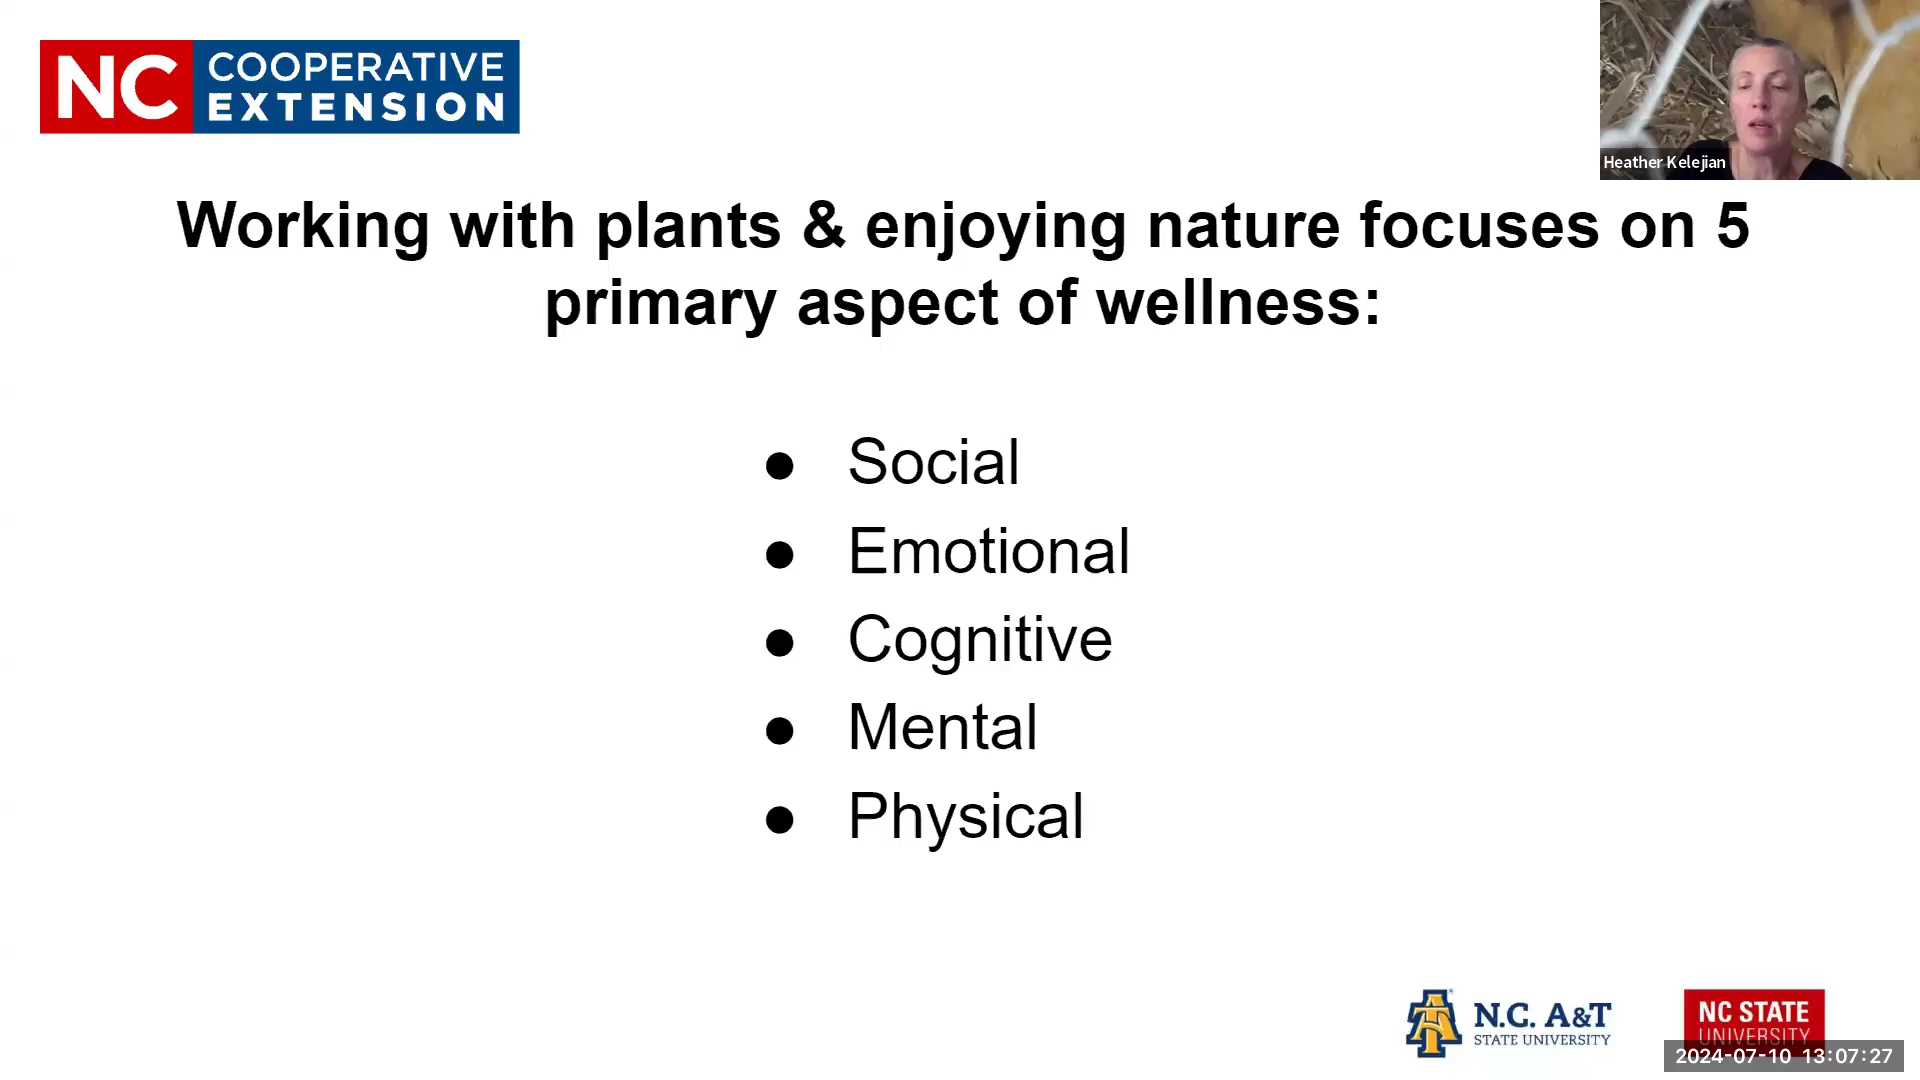 NC COOPERATIVE
EXTENSION
Heather Kelejian
Working with plants & enjoying nature focuses on 5
primary aspect of wellness:
● Social
● Emotional
● Cognitive
● Mental
● Physical
N.C. A&T
STATE UNIVERSITY
NC STATE
UNIVERSITY
2024-07-10 13:07:27